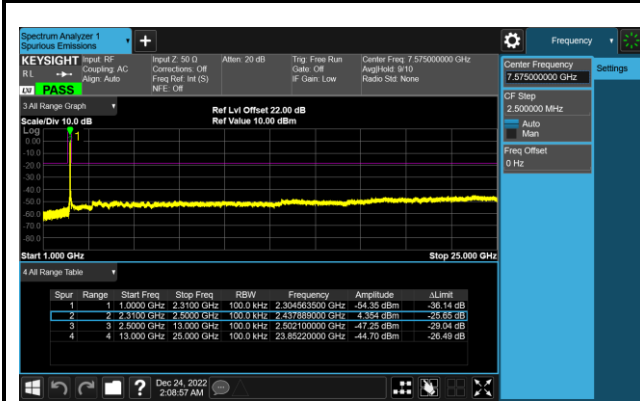 Spectrum Analyzer 1
Spurious Emissions
Frequency
KEYSIGHT
RL
LXI PASS
Input: RF
Coupling: AC
Align: Auto
Input Z: 50 Ω
Corrections: Off
Freq Ref: Int (S)
NFE: Off
Atten: 20 dB
Trig: Free Run
Gate: Off
IF Gain: Low
Center Freq: 7.575000000 GHz
Avg|Hold: 9/10
Radio Std: None
Center Frequency
7.575000000 GHz
Settings
CF Step
2.500000 MHz
Auto
Man
Freq Offset
0 Hz
3 All Range Graph
Scale/Div 10.0 dB
Ref Lvl Offset 22.00 dB
Ref Value 10.00 dBm
Log
1
0.00
-10.0
-20.0
-30.0
-40.0
-50.0
-60.0
-70.0
-80.0
Start 1.000 GHz
Stop 25.000 GHz
4 All Range Table
Spur Range Start Freq Stop Freq RBW Frequency Amplitude ΔLimit
1 1 1.0000 GHz 2.3100 GHz 100.0 kHz 2.304563500 GHz -54.35 dBm -36.14 dB
2 2 2.3100 GHz 2.5000 GHz 100.0 kHz 2.437889000 GHz 4.354 dBm -25.65 dB
3 3 2.5000 GHz 13.000 GHz 100.0 kHz 2.502100000 GHz -47.25 dBm -29.04 dB
4 4 13.000 GHz 25.000 GHz 100.0 kHz 23.85220000 GHz -44.70 dBm -26.49 dB
Dec 24, 2022
2:08:57 AM